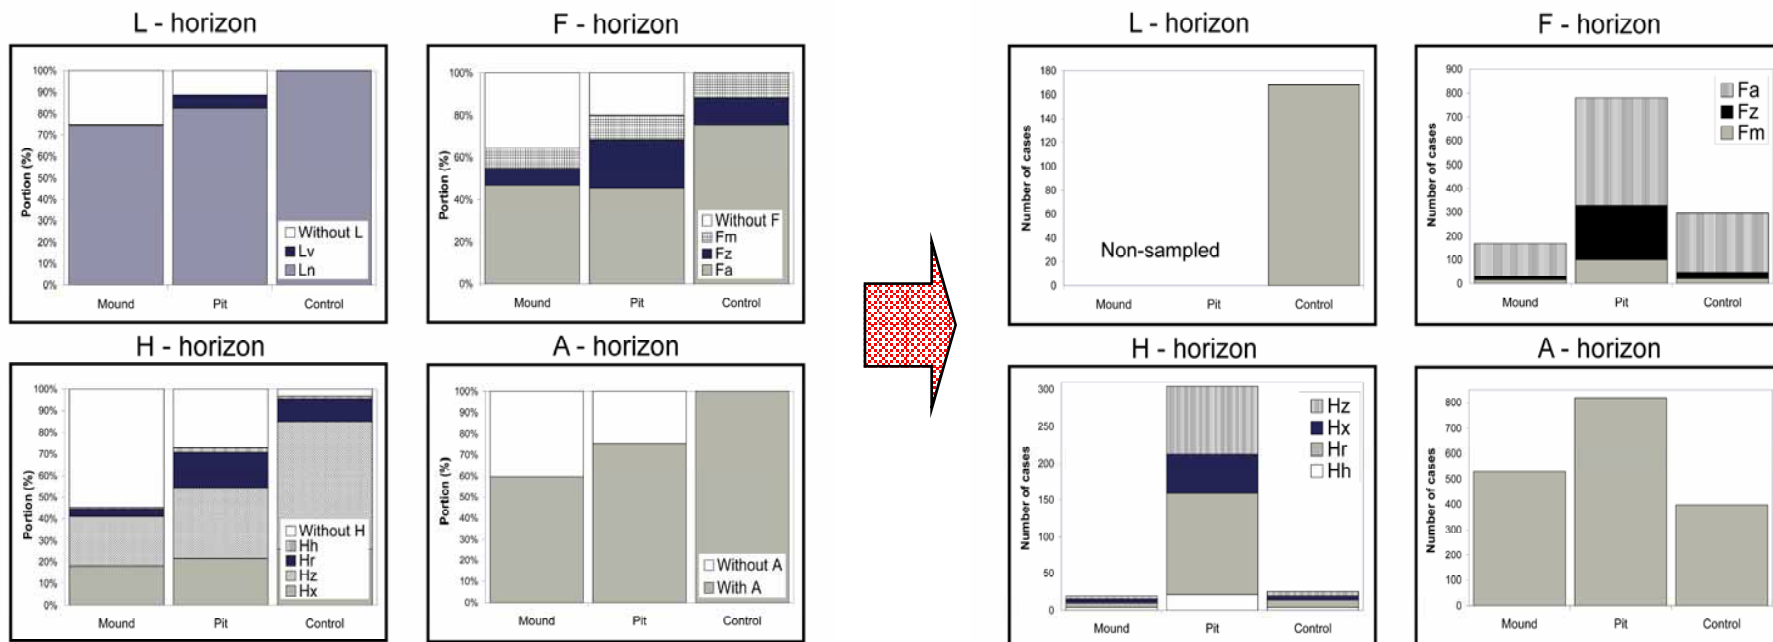 L - horizon
Portion (%)
100%
90%
80%
70%
60%
50%
40%
30%
20%
10%
0%
Without L
Lv
Ln
Mound Pit Control
F - horizon
Portion (%)
100%
80%
60%
40%
20%
0%
Without F
Fm
Fz
Fa
Mound Pit Control
H - horizon
Portion (%)
100%
90%
80%
70%
60%
50%
40%
30%
20%
10%
0%
Without H
Hh
Hr
Hz
Hx
Mound Pit Control
A - horizon
Portion (%)
100%
90%
80%
70%
60%
50%
40%
30%
20%
10%
0%
Without A
With A
Mound Pit Control
L - horizon
Number of cases
180
160
140
120
100
80
60
40
20
0
Non-sampled
Mound Pit Control
F - horizon
Number of cases
900
800
700
600
500
400
300
200
100
0
Fa
Fz
Fm
Mound Pit Control
H - horizon
Number of cases
300
250
200
150
100
50
0
Hz
Hx
Hr
Hh
Mound Pit Control
A - horizon
Number of cases
800
700
600
500
400
300
200
100
0
Mound Pit Control